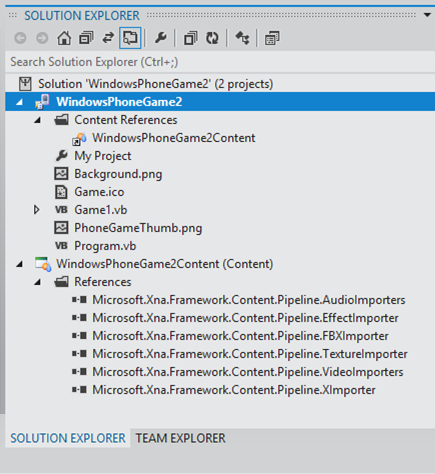 SOLUTION EXPLORER
Search Solution Explorer (Ctrl+;)
Solution 'WindowsPhoneGame2' (2 projects)
WindowsPhoneGame2
Content References
WindowsPhoneGame2Content
My Project
Background.png
Game.ico
VB Game1.vb
PhoneGameThumb.png
VB Program.vb
WindowsPhoneGame2Content (Content)
References
Microsoft.Xna.Framework.Content.Pipeline.AudioImporters
Microsoft.Xna.Framework.Content.Pipeline.EffectImporter
Microsoft.Xna.Framework.Content.Pipeline.FBXImporter
Microsoft.Xna.Framework.Content.Pipeline.TextureImporter
Microsoft.Xna.Framework.Content.Pipeline.VideoImporters
Microsoft.Xna.Framework.Content.Pipeline.XImporter
SOLUTION EXPLORER TEAM EXPLORER